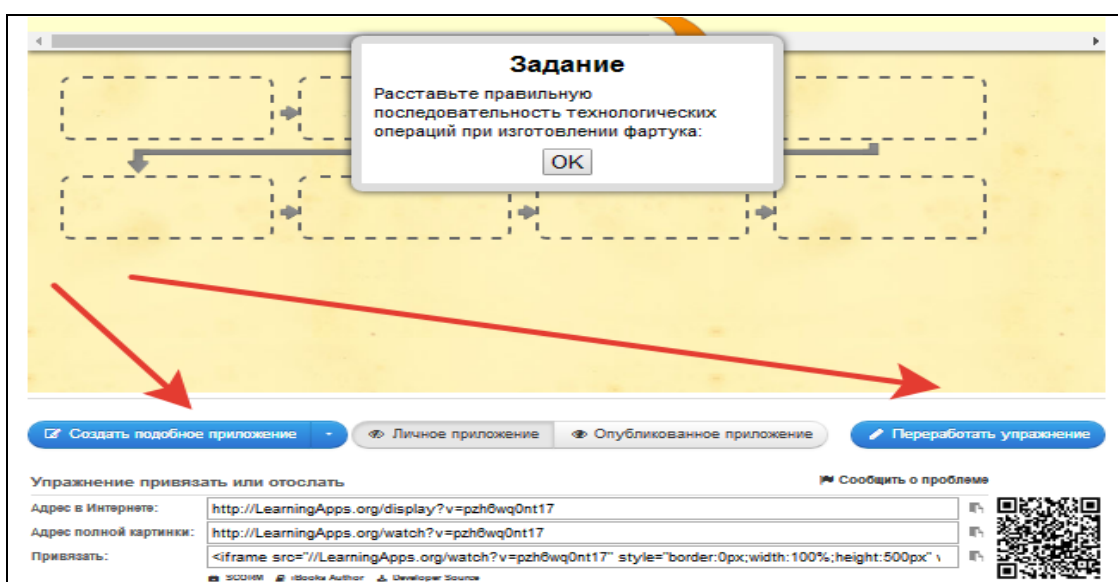 Задание
Расставьте правильную
последовательность технологических
операций при изготовлении фартука:
OK
Создать подобное приложение
Личное приложение
Опубликованное приложение
Переработать упражнение
Упражнение привязать или отослать
Сообщить о проблеме
Адрес в Интернете: http://LearningApps.org/display?v=pzh6wq0nt17
Адрес полной картинки: http://LearningApps.org/watch?v=pzh6wq0nt17
Привязать: <iframe src="//LearningApps.org/watch?v=pzh6wq0nt17" style="border:0px;width:100%;height:500px"
SCORM iBooks Author Developer Source